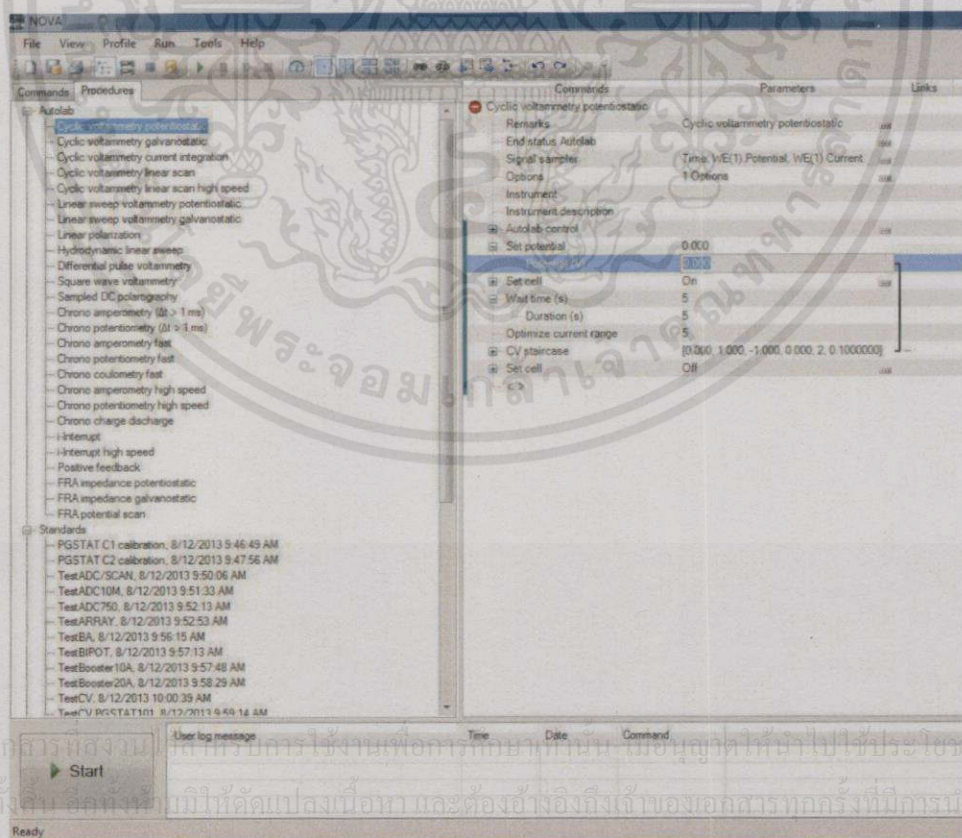 NOVA
File View Profile Run Tools Help
Commands Procedures
Autolab
Cyclic voltammetry potentiostatic
Cyclic voltammetry galvanostatic
Cyclic voltammetry current integration
Cyclic voltammetry linear scan
Cyclic voltammetry linear scan high speed
Linear sweep voltammetry potentiostatic
Linear sweep voltammetry galvanostatic
Linear polarization
Hydrodynamic linear sweep
Differential pulse voltammetry
Square wave voltammetry
Sampled DC polarography
Chrono amperometry (Δt > 1 ms)
Chrono potentiometry (Δt > 1 ms)
Chrono amperometry fast
Chrono potentiometry fast
Chrono coulometry fast
Chrono amperometry high speed
Chrono potentiometry high speed
Chrono charge discharge
i-Interrupt
i-Interrupt high speed
Positive feedback
FRA impedance potentiostatic
FRA impedance galvanostatic
FRA potential scan
Standards
PGSTAT C1 calibration, 8/12/2013 9:46:49 AM
PGSTAT C2 calibration, 8/12/2013 9:47:56 AM
TestADC/SCAN, 8/12/2013 9:50:06 AM
TestADC10M, 8/12/2013 9:51:33 AM
TestADC750, 8/12/2013 9:52:13 AM
TestARRAY, 8/12/2013 9:52:53 AM
TestBA, 8/12/2013 9:56:15 AM
TestBIPOT, 8/12/2013 9:57:13 AM
TestBooster10A, 8/12/2013 9:57:48 AM
TestBooster20A, 8/12/2013 9:58:29 AM
TestCV, 8/12/2013 10:00:39 AM
TestCV PGSTAT101, 8/12/2013 9:59:14 AM
Commands Parameters Links
Cyclic voltammetry potentiostatic
Remarks Cyclic voltammetry potentiostatic
End status Autolab
Signal sampler Time, WE(1).Potential, WE(1).Current
Options 1 Options
Instrument
Instrument description
Autolab control
Set potential 0.000
0.000
Set cell On
Wait time (s) 5
Duration (s) 5
Optimize current range 5
CV staircase [0.000, 1.000, -1.000, 0.000, 2, 0.1000000]
Set cell Off
<..>
User log message Time Date Command
Start
Ready